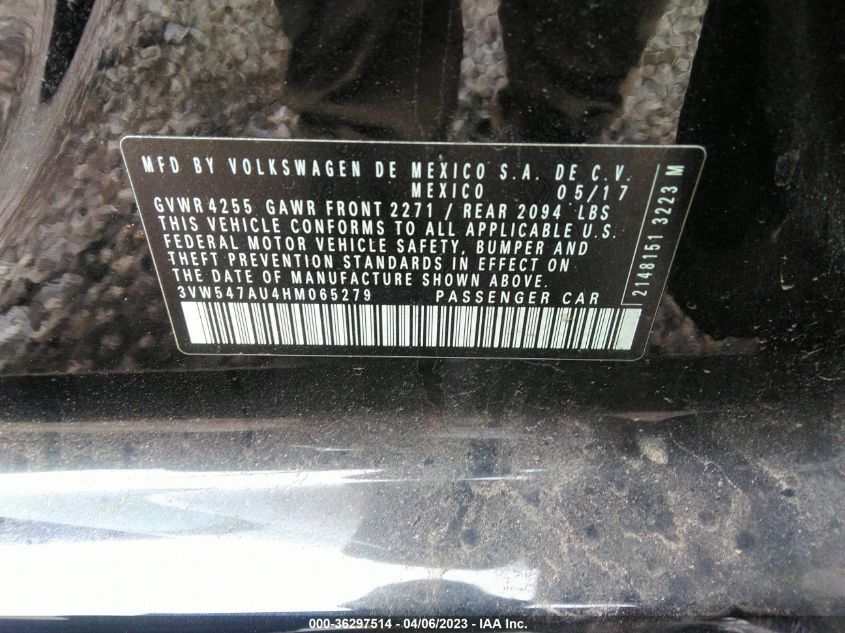 MFD BY VOLKSWAGEN DE MEXICO S.A. DE C.V.
MEXICO 05/17
GVWR 4255 GAWR FRONT 2271 / REAR 2094 LBS
THIS VEHICLE CONFORMS TO ALL APPLICABLE U.S.
FEDERAL MOTOR VEHICLE SAFETY, BUMPER AND
THEFT PREVENTION STANDARDS IN EFFECT ON
THE DATE OF MANUFACTURE SHOWN ABOVE.
3VW547AU4HM065279 PASSENGER CAR
2148151 3223 M
000-36297514 - 04/06/2023 - IAA Inc.